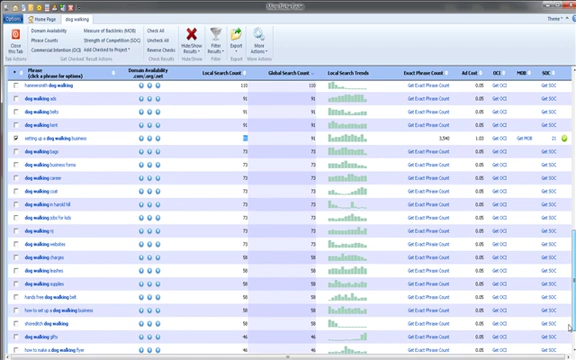 Micro Niche Finder
Options Home Page dog walking Theme
Close This Tab
Domain Availability Measure of Backlinks (MOB) Check All
Phrase Counts Strength of Competition (SOC) Uncheck All
Commercial Intention (OCI) Add Checked to Project Reverse Checks
Hide/Show Results Filter Results Export More Actions
Tab Actions Get Checked Result Actions Hide/Show Filter Export More
Phrase (click a phrase for options) Domain Availability .com/.org/.net Local Search Count Global Search Count Local Search Trends Exact Phrase Count Ad Cost OCI MOB SOC
hammersmith dog walking 110 110 Get Exact Phrase Count 0.05 Get OCI Get SOC
dog walking ads 91 91 Get Exact Phrase Count 0.05 Get OCI Get SOC
dog walking belts 91 91 Get Exact Phrase Count 0.05 Get OCI Get SOC
dog walking kent 91 91 Get Exact Phrase Count 0.05 Get OCI Get SOC
setting up a dog walking business 91 91 3,540 1.03 Get OCI Get MOB 21
dog walking bags 73 73 Get Exact Phrase Count 0.05 Get OCI Get SOC
dog walking business forms 73 73 Get Exact Phrase Count 0.05 Get OCI Get SOC
dog walking career 73 73 Get Exact Phrase Count 0.05 Get OCI Get SOC
dog walking coat 73 73 Get Exact Phrase Count 0.05 Get OCI Get SOC
dog walking in harold hill 73 73 Get Exact Phrase Count 0.05 Get OCI Get SOC
dog walking jobs for kids 73 73 Get Exact Phrase Count 0.05 Get OCI Get SOC
dog walking nj 73 73 Get Exact Phrase Count 0.05 Get OCI Get SOC
dog walking websites 73 73 Get Exact Phrase Count 0.05 Get OCI Get SOC
dog walking charges 58 58 Get Exact Phrase Count 0.05 Get OCI Get SOC
dog walking leashes 58 58 Get Exact Phrase Count 0.05 Get OCI Get SOC
dog walking supplies 58 58 Get Exact Phrase Count 0.05 Get OCI Get SOC
hands free dog walking belt 58 58 Get Exact Phrase Count 0.05 Get OCI Get SOC
how to set up a dog walking business 58 58 Get Exact Phrase Count 0.05 Get OCI Get SOC
shoreditch dog walking 58 58 Get Exact Phrase Count 0.05 Get OCI Get SOC
dog walking gifts 46 46 Get Exact Phrase Count 0.05 Get OCI Get SOC
how to make a dog walking flyer 46 46 Get Exact Phrase Count 0.05 Get OCI Get SOC